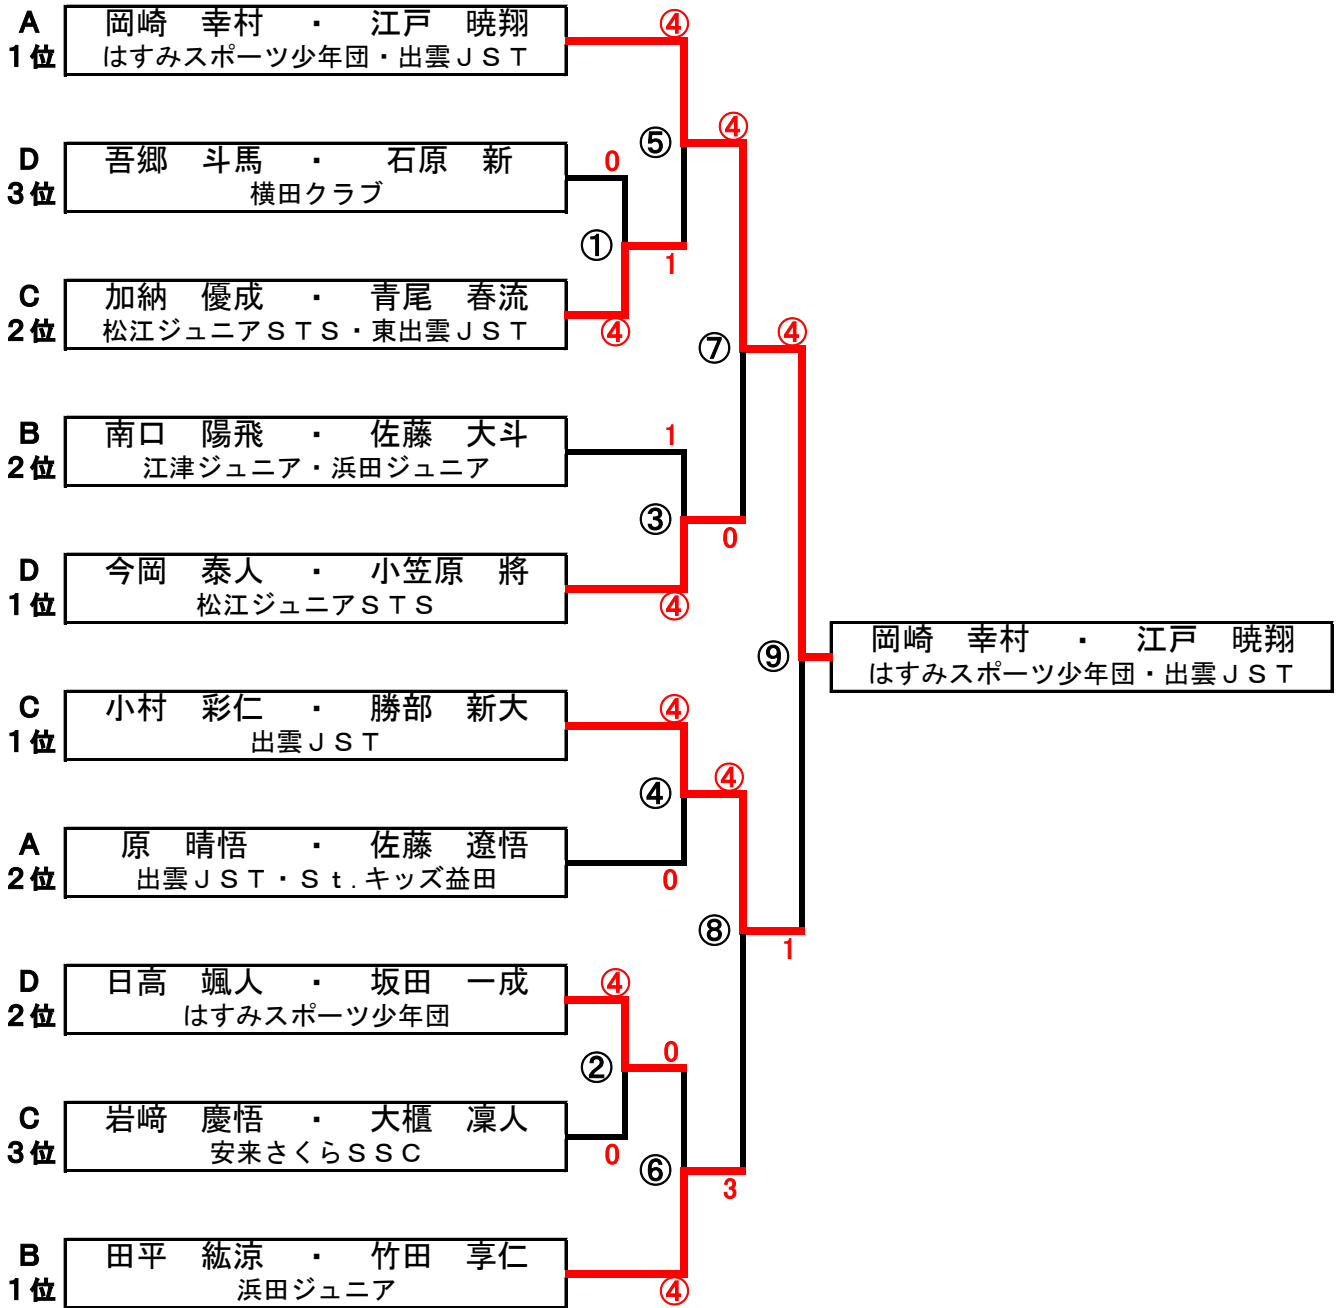 A
1位
岡崎　幸村　・　江戸　暁翔
はすみスポーツ少年団・出雲ＪＳＴ
④
D
3位
吾郷　斗馬　・　石原　新
横田クラブ
0
⑤
④
①
1
C
2位
加納　優成　・　青尾　春流
松江ジュニアＳＴＳ・東出雲ＪＳＴ
④
⑦
④
B
2位
南口　陽飛　・　佐藤　大斗
江津ジュニア・浜田ジュニア
1
③
0
D
1位
今岡　泰人　・　小笠原　將
松江ジュニアＳＴＳ
④
⑨
岡崎　幸村　・　江戸　暁翔
はすみスポーツ少年団・出雲ＪＳＴ
C
1位
小村　彩仁　・　勝部　新大
出雲ＪＳＴ
④
④
④
A
2位
原　晴悟　・　佐藤　遼悟
出雲ＪＳＴ・Ｓｔ.キッズ益田
0
⑧
1
D
2位
日高　颯人　・　坂田　一成
はすみスポーツ少年団
④
②
0
C
3位
岩﨑　慶悟　・　大櫃　凜人
安来さくらＳＳＣ
0
⑥
3
B
1位
田平　紘涼　・　竹田　享仁
浜田ジュニア
④